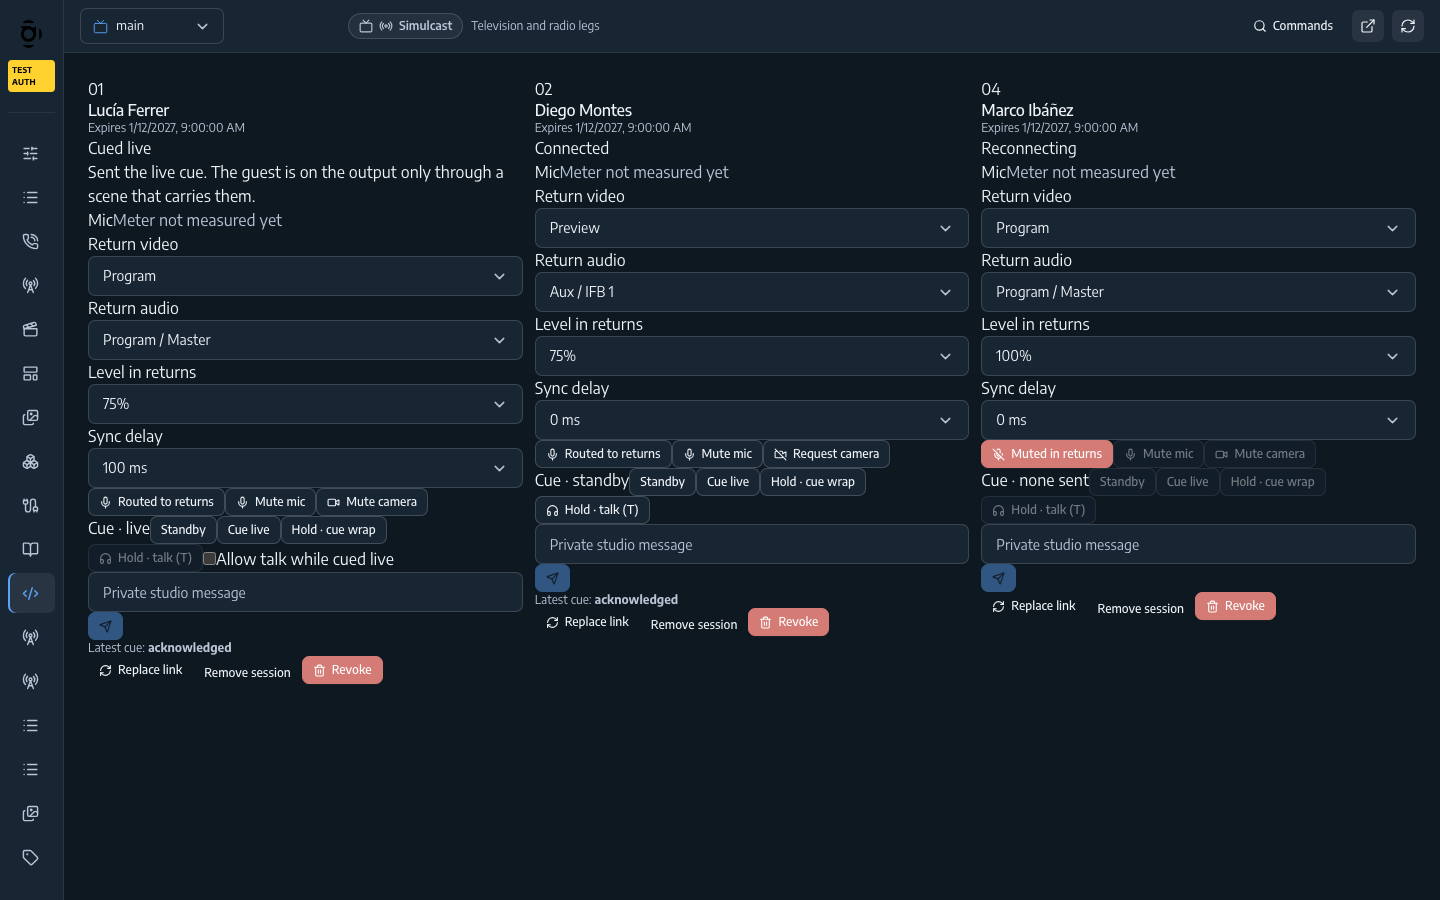 main
Simulcast
Television and radio legs
Commands
TEST
AUTH
01
Lucía Ferrer
Expires 1/12/2027, 9:00:00 AM
Cued live
Sent the live cue. The guest is on the output only through a
scene that carries them.
MicMeter not measured yet
Return video
Program
Return audio
Program / Master
Level in returns
75%
Sync delay
100 ms
Routed to returns
Mute mic
Mute camera
Cue · live
Standby
Cue live
Hold · cue wrap
Hold · talk (T)
Allow talk while cued live
Private studio message
Latest cue: acknowledged
Replace link
Remove session
Revoke
02
Diego Montes
Expires 1/12/2027, 9:00:00 AM
Connected
MicMeter not measured yet
Return video
Preview
Return audio
Aux / IFB 1
Level in returns
75%
Sync delay
0 ms
Routed to returns
Mute mic
Request camera
Cue · standby
Standby
Cue live
Hold · cue wrap
Hold · talk (T)
Private studio message
Latest cue: acknowledged
Replace link
Remove session
Revoke
04
Marco Ibáñez
Expires 1/12/2027, 9:00:00 AM
Reconnecting
MicMeter not measured yet
Return video
Program
Return audio
Program / Master
Level in returns
100%
Sync delay
0 ms
Muted in returns
Mute mic
Mute camera
Cue · none sent
Standby
Cue live
Hold · cue wrap
Hold · talk (T)
Private studio message
Replace link
Remove session
Revoke